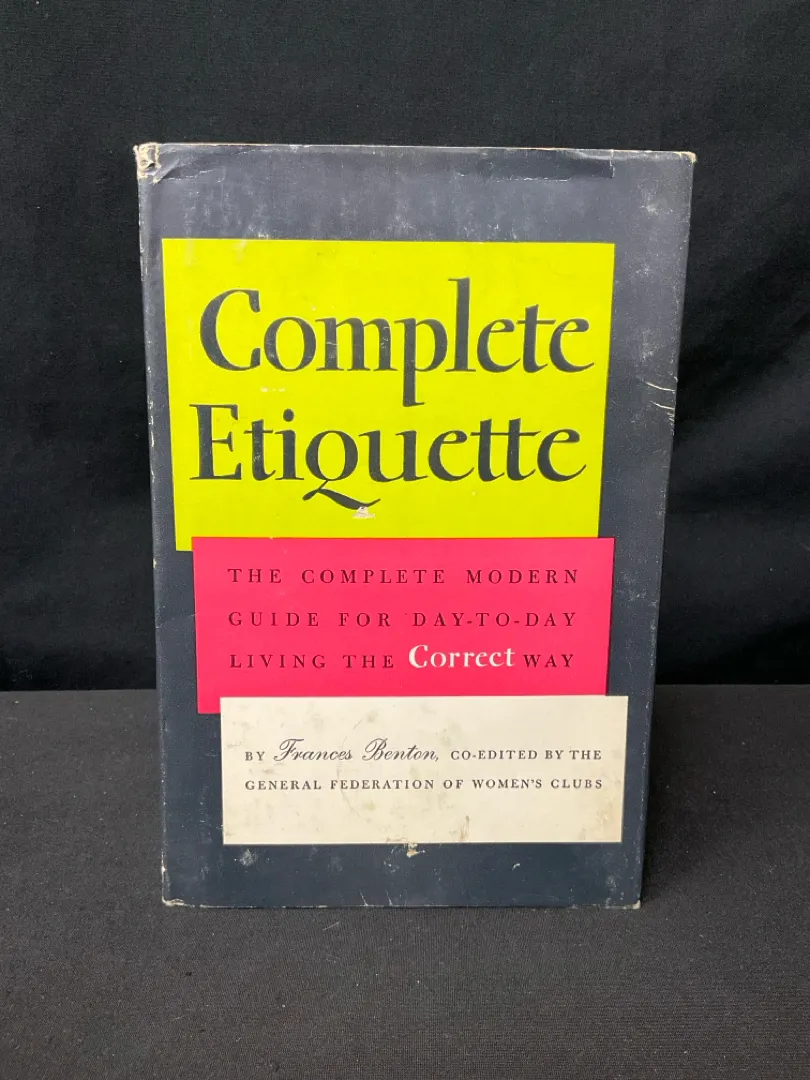 Complete
Etiquette
THE COMPLETE MODERN
GUIDE FOR DAY-TO-DAY
LIVING THE Correct WAY
BY Frances Benton, CO-EDITED BY THE
GENERAL FEDERATION OF WOMEN'S CLUBS